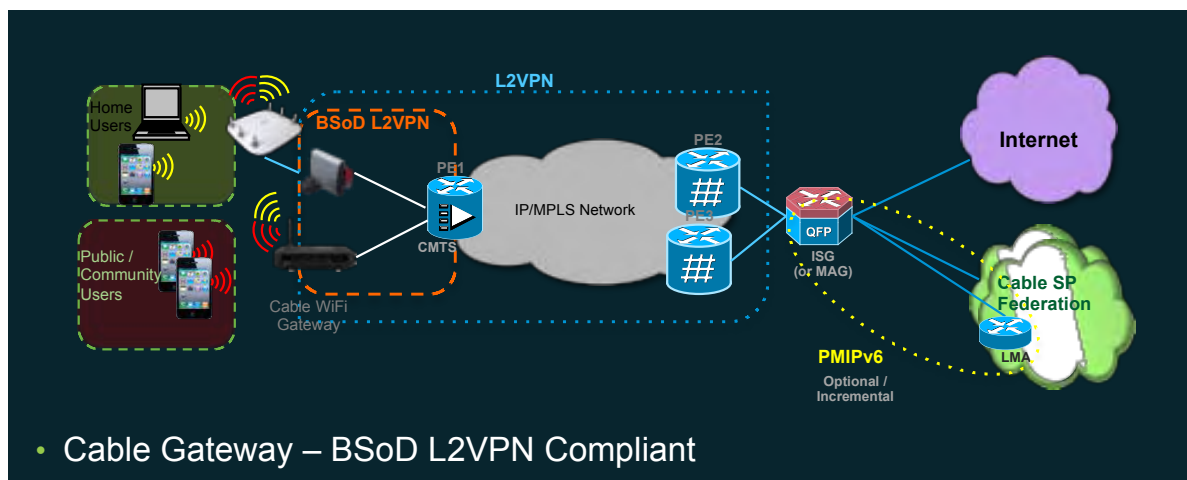 L2VPN
Home
Users
BSoD L2VPN
PE1
CMTS
IP/MPLS Network
PE2
PE3
QFP
ISG
(or MAG)
Internet
Public /
Community
Users
Cable WiFi
Gateway
Cable SP
Federation
LMA
PMIPv6
Optional /
Incremental
• Cable Gateway – BSoD L2VPN Compliant